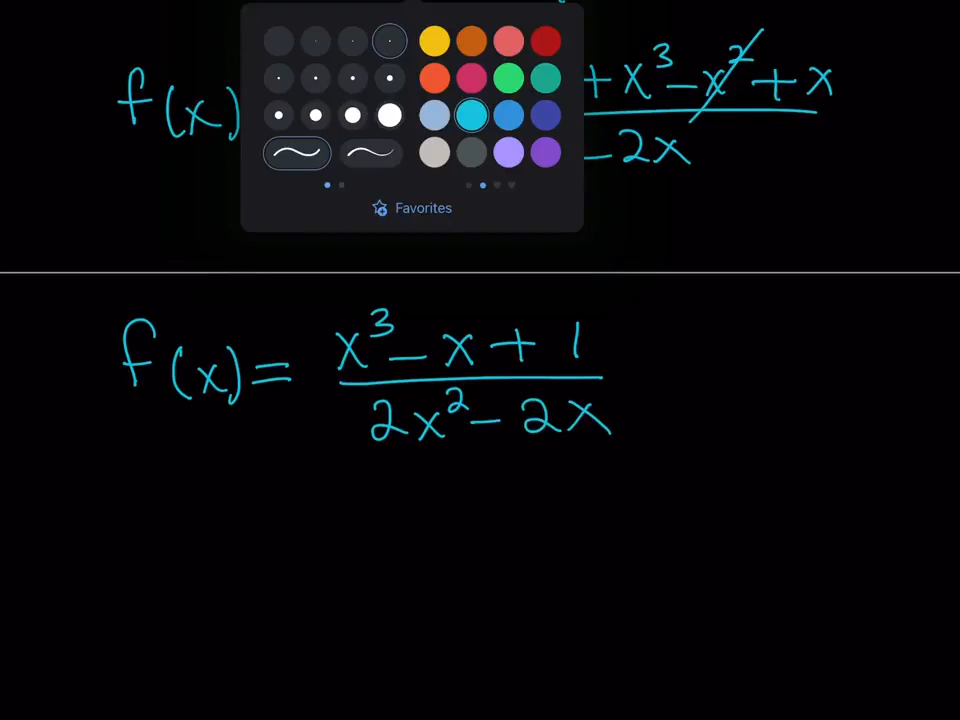 f(x) + x³ - x² + x
- 2x
Favorites
f(x) = x³ - x + 1
2x² - 2x